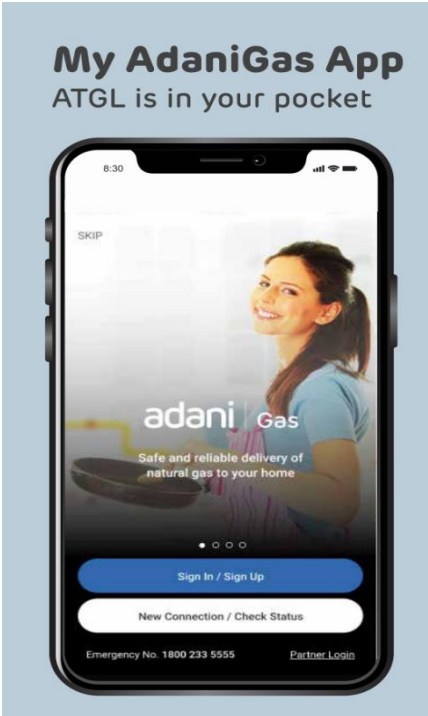 My AdaniGas App
ATGL is in your pocket
8:30
SKIP
adani Gas
Safe and reliable delivery of
natural gas to your home
Sign In / Sign Up
New Connection / Check Status
Emergency No. 1800 233 5555 Partner Login